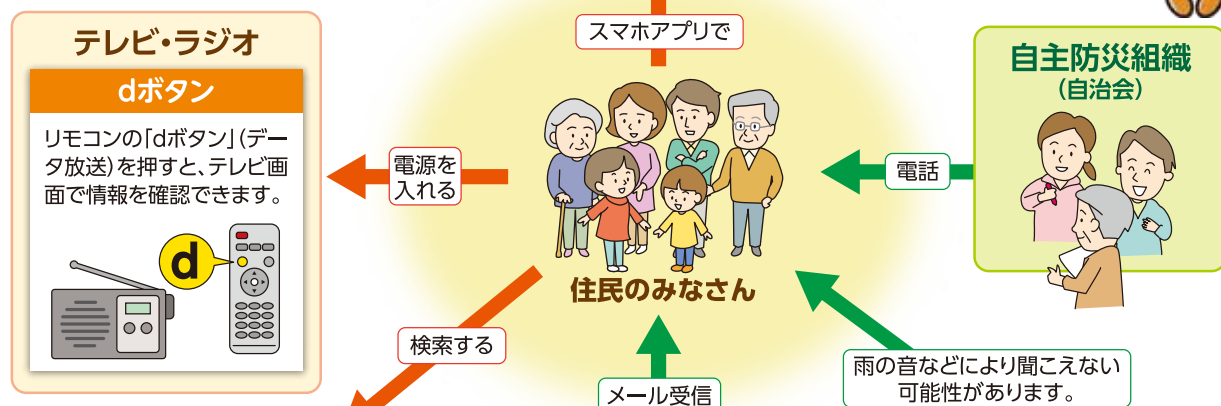 スマホアプリで
テレビ・ラジオ
dボタン
リモコンの「dボタン」(デー
タ放送)を押すと、テレビ画
面で情報を確認できます。
d
電源を
入れる
住民のみなさん
電話
自主防災組織
(自治会)
検索する
メール受信
雨の音などにより聞こえない
可能性があります。